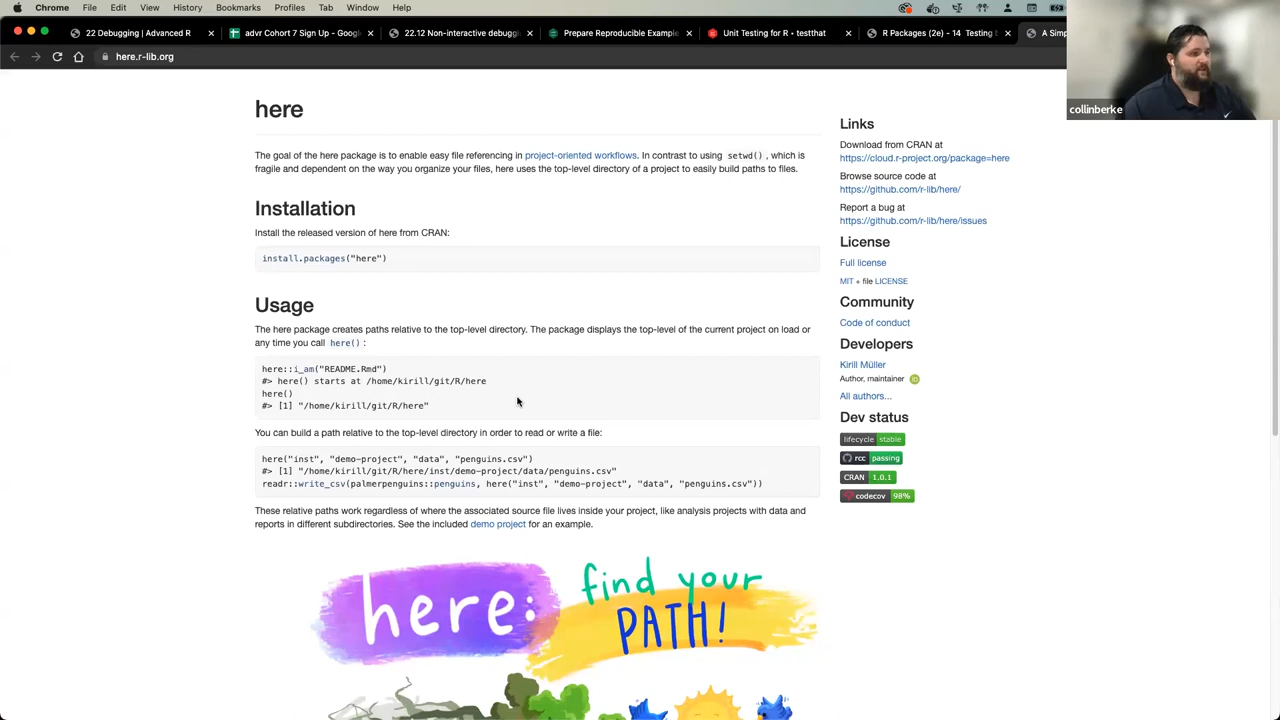 Chrome File Edit View History Bookmarks Profiles Tab Window Help
22 Debugging | Advanced R
advr Cohort 7 Sign Up - Goog
22.12 Non-interactive debuggi
Prepare Reproducible Example
Unit Testing for R • testthat
R Packages (2e) - 14 Testing
A Sim
here.r-lib.org
collinberke
here
The goal of the here package is to enable easy file referencing in project-oriented workflows. In contrast to using setwd(), which is
fragile and dependent on the way you organize your files, here uses the top-level directory of a project to easily build paths to files.
Installation
Install the released version of here from CRAN:
install.packages("here")
Usage
The here package creates paths relative to the top-level directory. The package displays the top-level of the current project on load or
any time you call here():
here::i_am("README.Rmd")
#> here() starts at /home/kirill/git/R/here
here()
#> [1] "/home/kirill/git/R/here"
You can build a path relative to the top-level directory in order to read or write a file:
here("inst", "demo-project", "data", "penguins.csv")
#> [1] "/home/kirill/git/R/here/inst/demo-project/data/penguins.csv"
readr::write_csv(palmerpenguins::penguins, here("inst", "demo-project", "data", "penguins.csv"))
These relative paths work regardless of where the associated source file lives inside your project, like analysis projects with data and
reports in different subdirectories. See the included demo project for an example.
here: find your
PATH!
Links
Download from CRAN at
https://cloud.r-project.org/package=here
Browse source code at
https://github.com/r-lib/here/
Report a bug at
https://github.com/r-lib/here/issues
License
Full license
MIT + file LICENSE
Community
Code of conduct
Developers
Kirill Müller
Author, maintainer iD
All authors...
Dev status
lifecycle stable
rcc passing
CRAN 1.0.1
codecov 98%